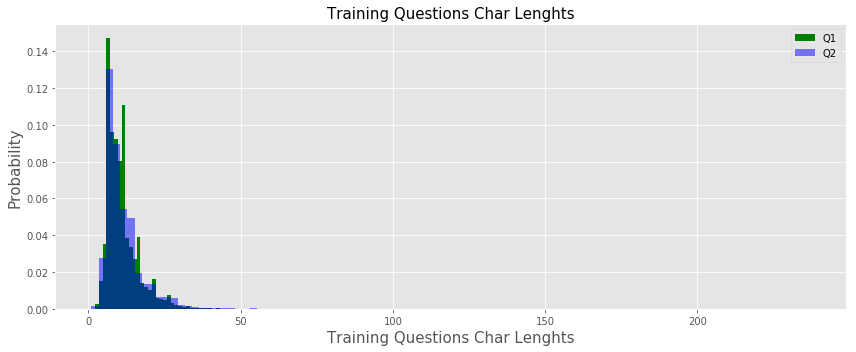 Training Questions Char Lenghts
Q1
Q2
Probability
0.14
0.12
0.10
0.08
0.06
0.04
0.02
0.00
0
50
100
150
200
Training Questions Char Lenghts